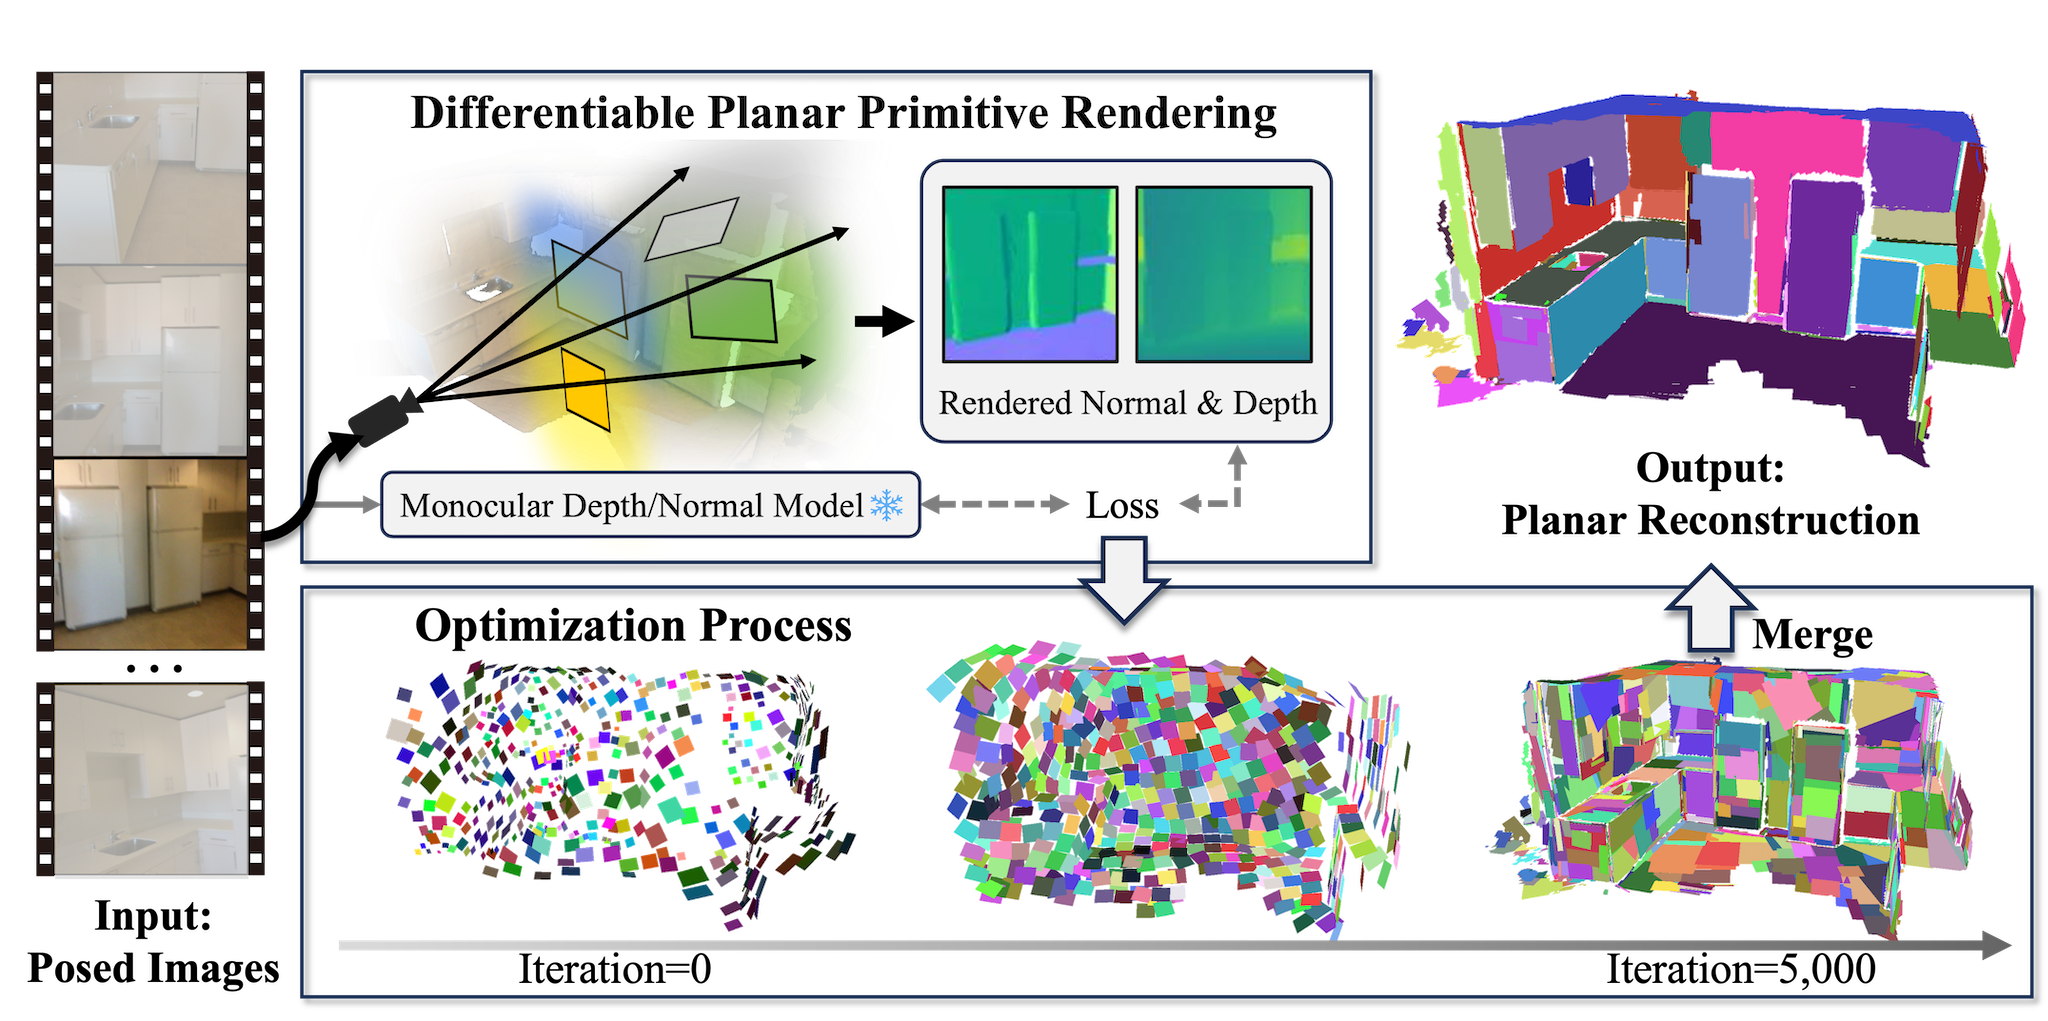 Differentiable Planar Primitive Rendering
Rendered Normal & Depth
Monocular Depth/Normal Model
Loss
Output:
Planar Reconstruction
Optimization Process
Merge
...
Input:
Posed Images
Iteration=0
Iteration=5,000